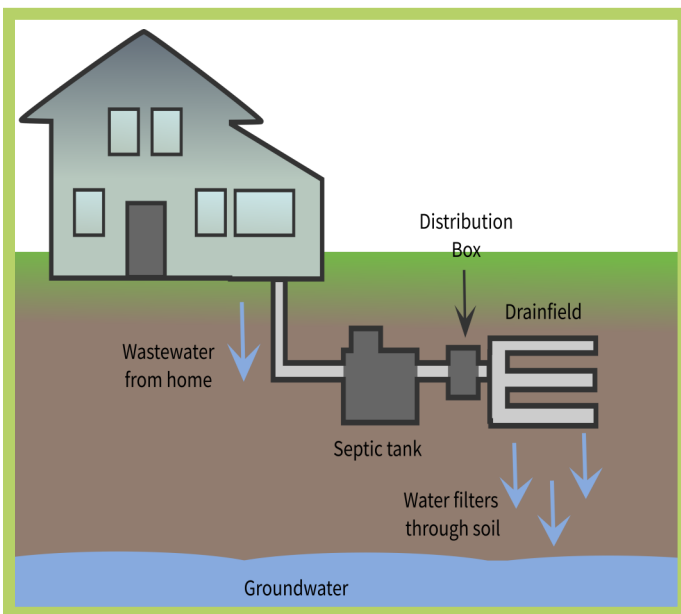 Distribution
Box
Drainfield
Wastewater
from home
Septic tank
Water filters
through soil
Groundwater